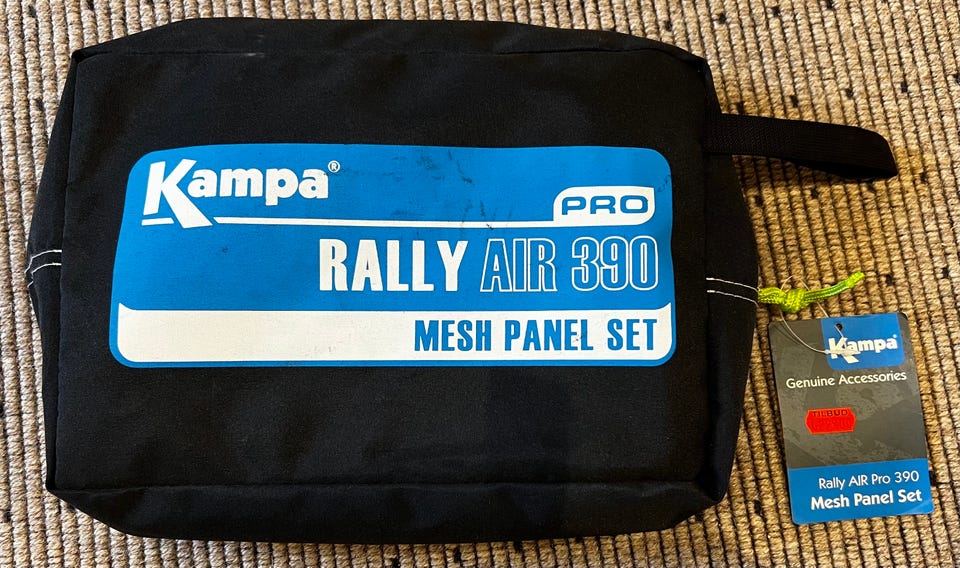 Kampa®
PRO
RALLY AIR 390
MESH PANEL SET
Kampa®
Genuine Accessories
TILBUD
Rally AIR Pro 390
Mesh Panel Set